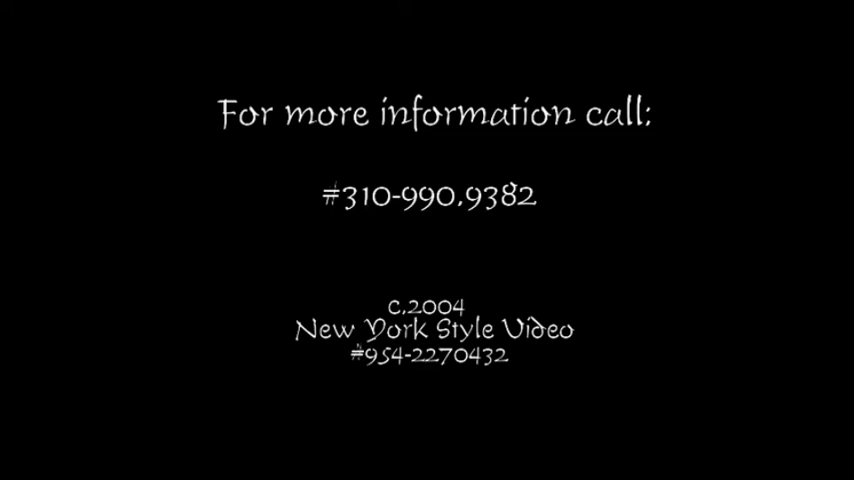 For more information call:
#310-990.9382
c.2004
New York Style Video
#954-2270432